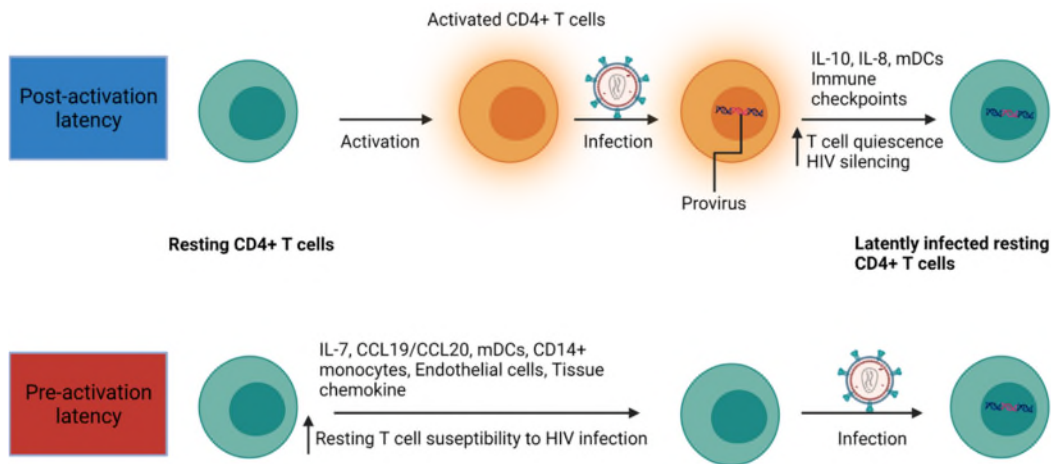 Activated CD4+ T cells
Post-activation
latency
Activation
Infection
Provirus
IL-10, IL-8, mDCs
Immune
checkpoints
T cell quiescence
HIV silencing
Resting CD4+ T cells
Latently infected resting
CD4+ T cells
Pre-activation
latency
IL-7, CCL19/CCL20, mDCs, CD14+
monocytes, Endothelial cells, Tissue
chemokine
Resting T cell suseptibility to HIV infection
Infection